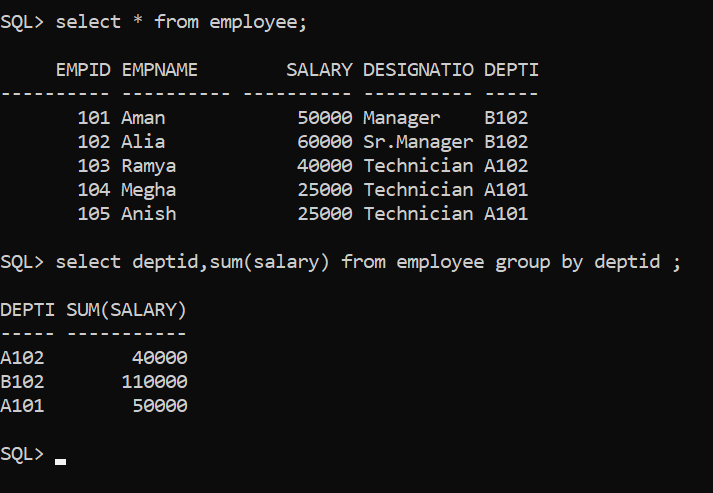 SQL> select * from employee;
     EMPID EMPNAME        SALARY DESIGNATIO DEPTI
---------- ---------- ---------- ---------- -----
       101 Aman            50000 Manager    B102
       102 Alia            60000 Sr.Manager B102
       103 Ramya           40000 Technician A102
       104 Megha           25000 Technician A101
       105 Anish           25000 Technician A101
SQL> select deptid,sum(salary) from employee group by deptid ;
DEPTI SUM(SALARY)
----- -----------
A102        40000
B102       110000
A101        50000
SQL>